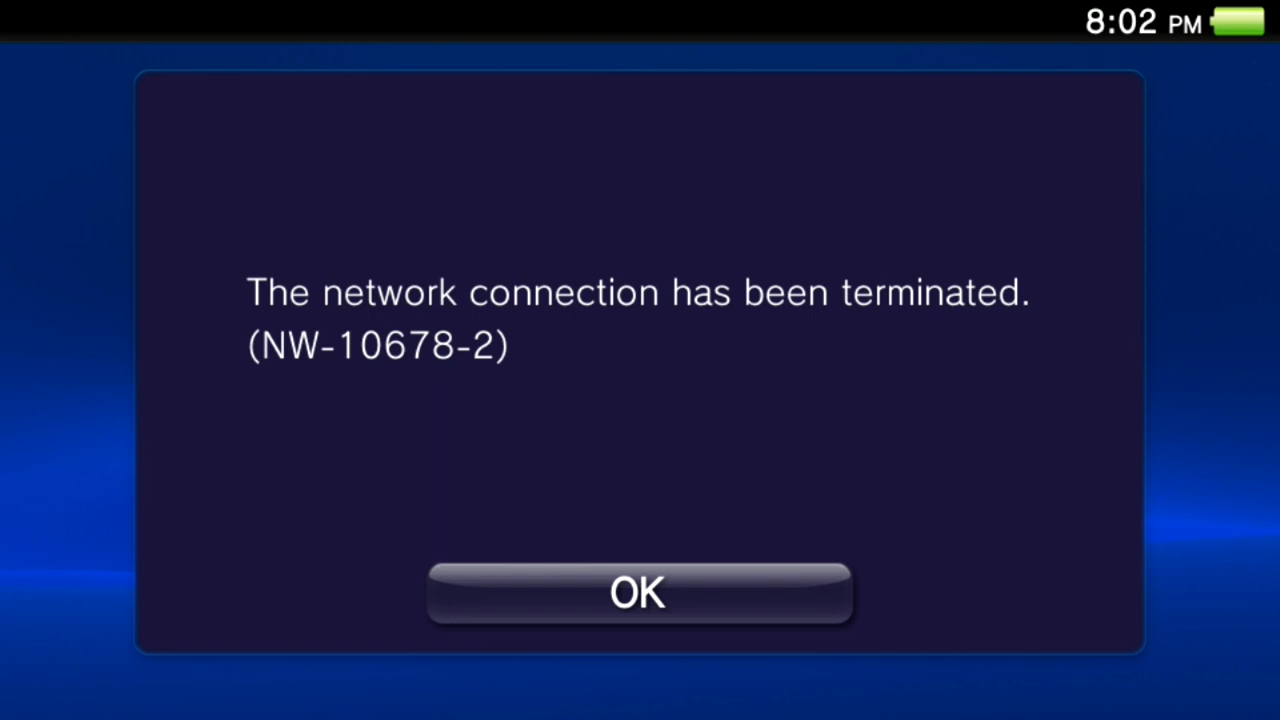 8:02 PM
The network connection has been terminated.
(NW-10678-2)
OK